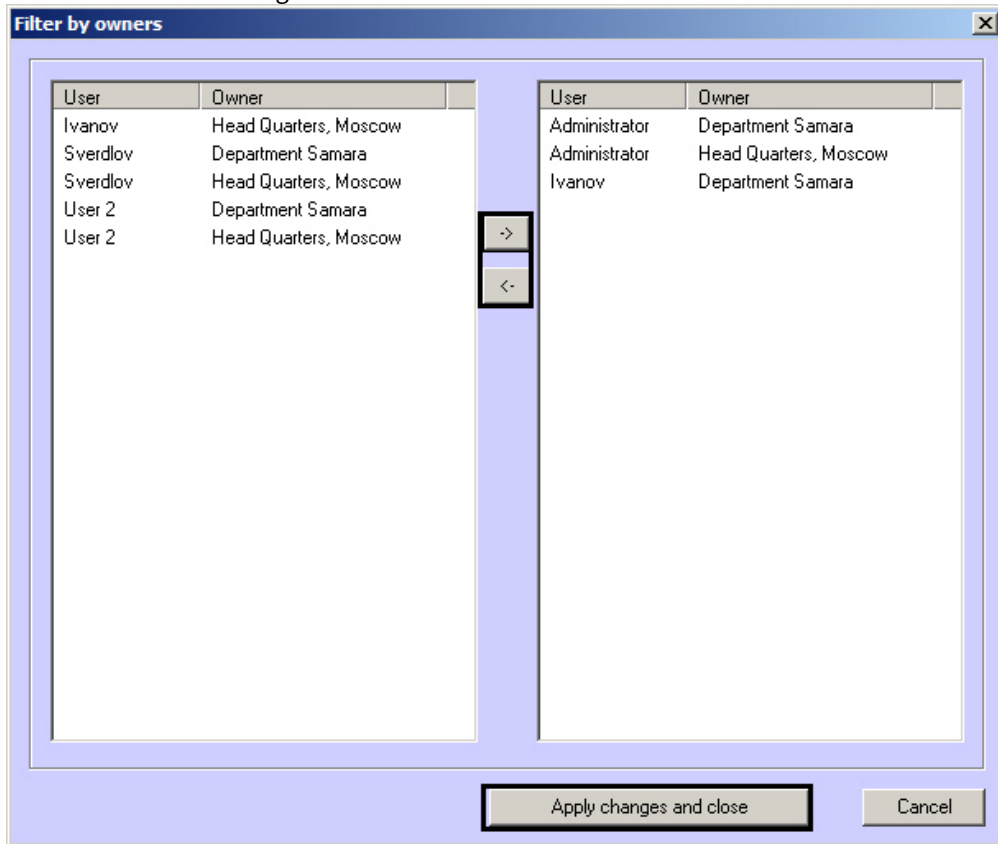 Filter by owners
User Owner
Ivanov Head Quarters, Moscow
Sverdlov Department Samara
Sverdlov Head Quarters, Moscow
User 2 Department Samara
User 2 Head Quarters, Moscow
->
<-
User Owner
Administrator Department Samara
Administrator Head Quarters, Moscow
Ivanov Department Samara
Apply changes and close
Cancel